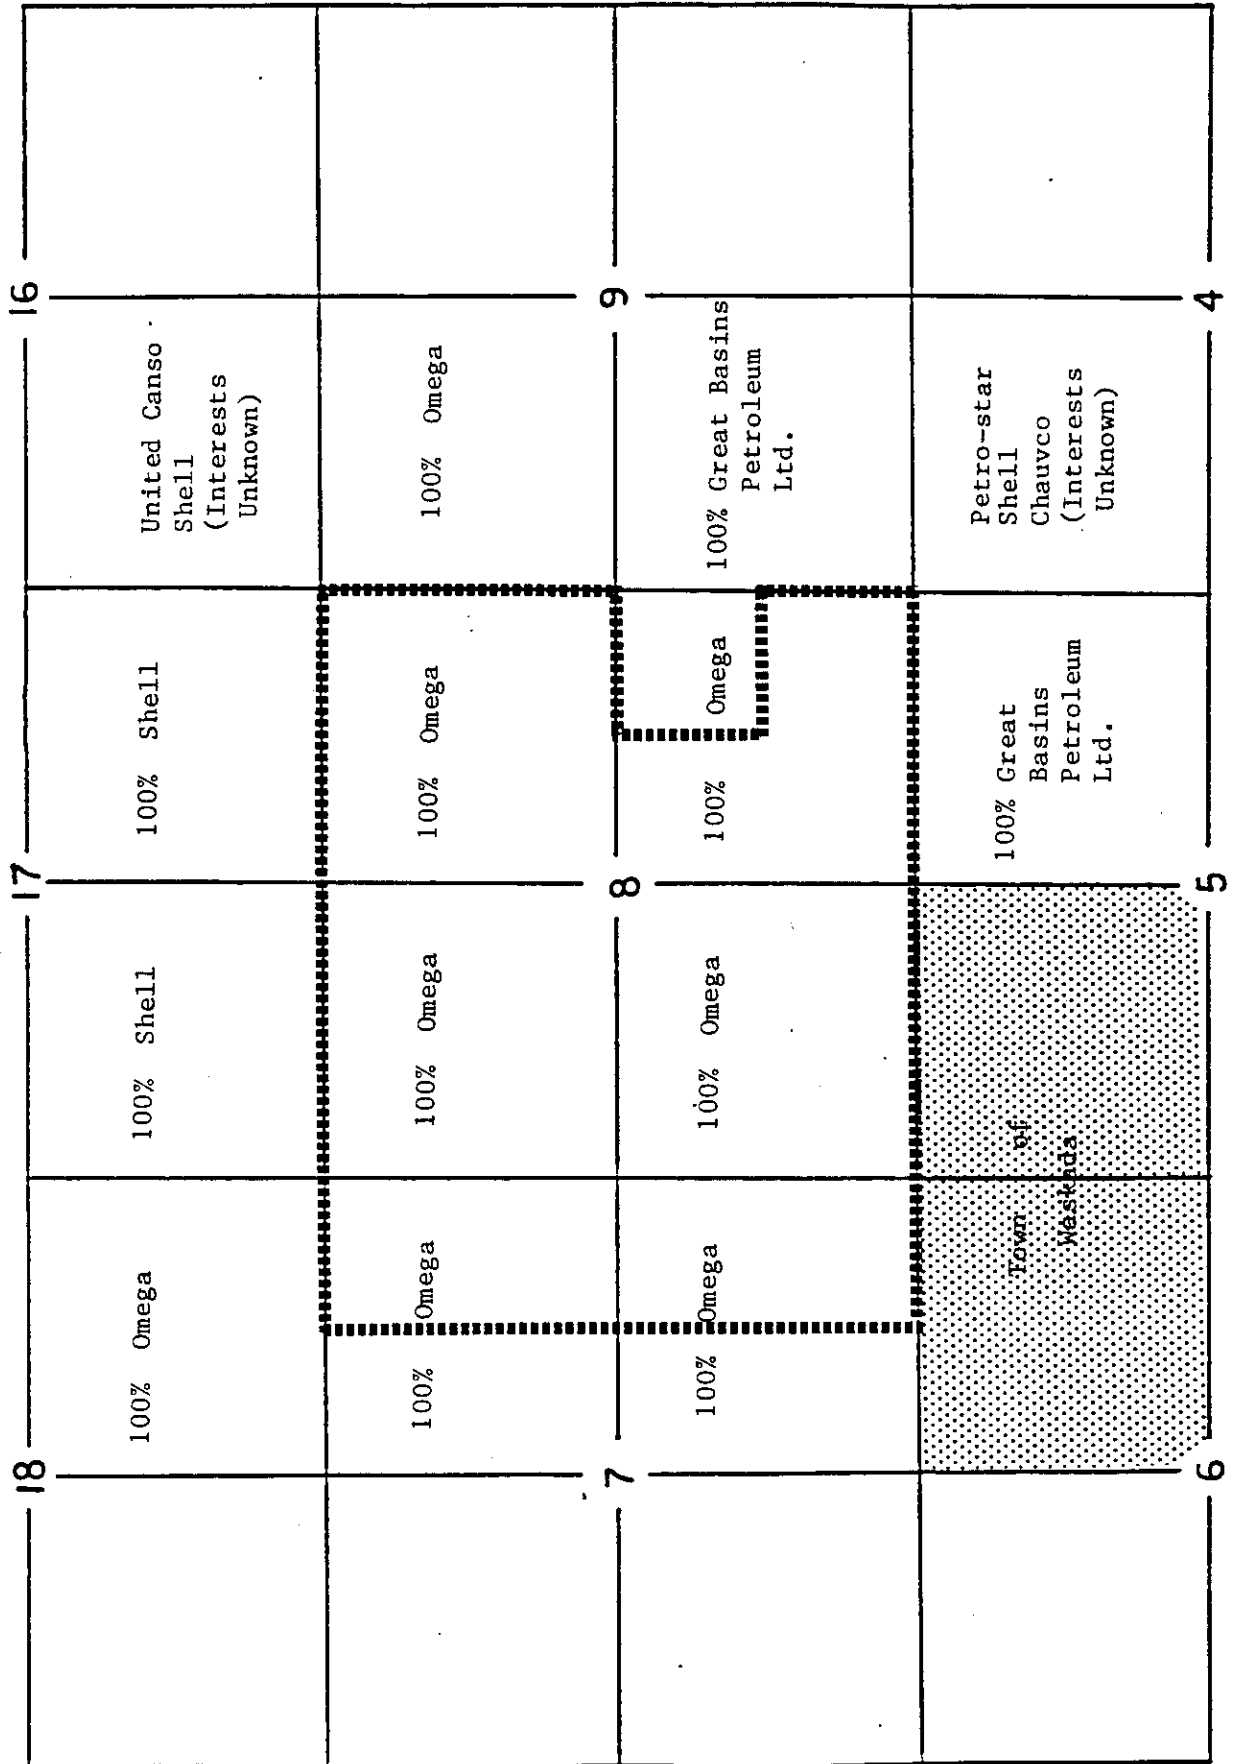 18
17
16
100% Omega
100% Shell
100% Shell
United Canso
Shell
(Interests
Unknown)
100% Omega
100% Omega
100% Omega
100% Omega
7
8
9
100% Omega
100% Omega
100% Omega
100% Great Basins
Petroleum
Ltd.
Town of
Waskada
100% Great
Basins
Petroleum
Ltd.
Petro-star
Shell
Chauvco
(Interests
Unknown)
6
5
4